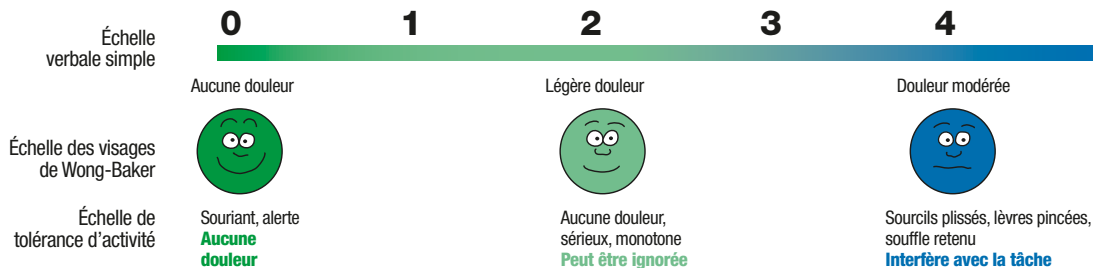 Échelle
verbale simple
0 1 2 3 4
Aucune douleur
Légère douleur
Douleur modérée
Échelle des visages
de Wong-Baker
Échelle de
tolérance d'activité
Souriant, alerte
Aucune
douleur
Aucune douleur,
sérieux, monotone
Peut être ignorée
Sourcils plissés, lèvres pincées,
souffle retenu
Interfère avec la tâche